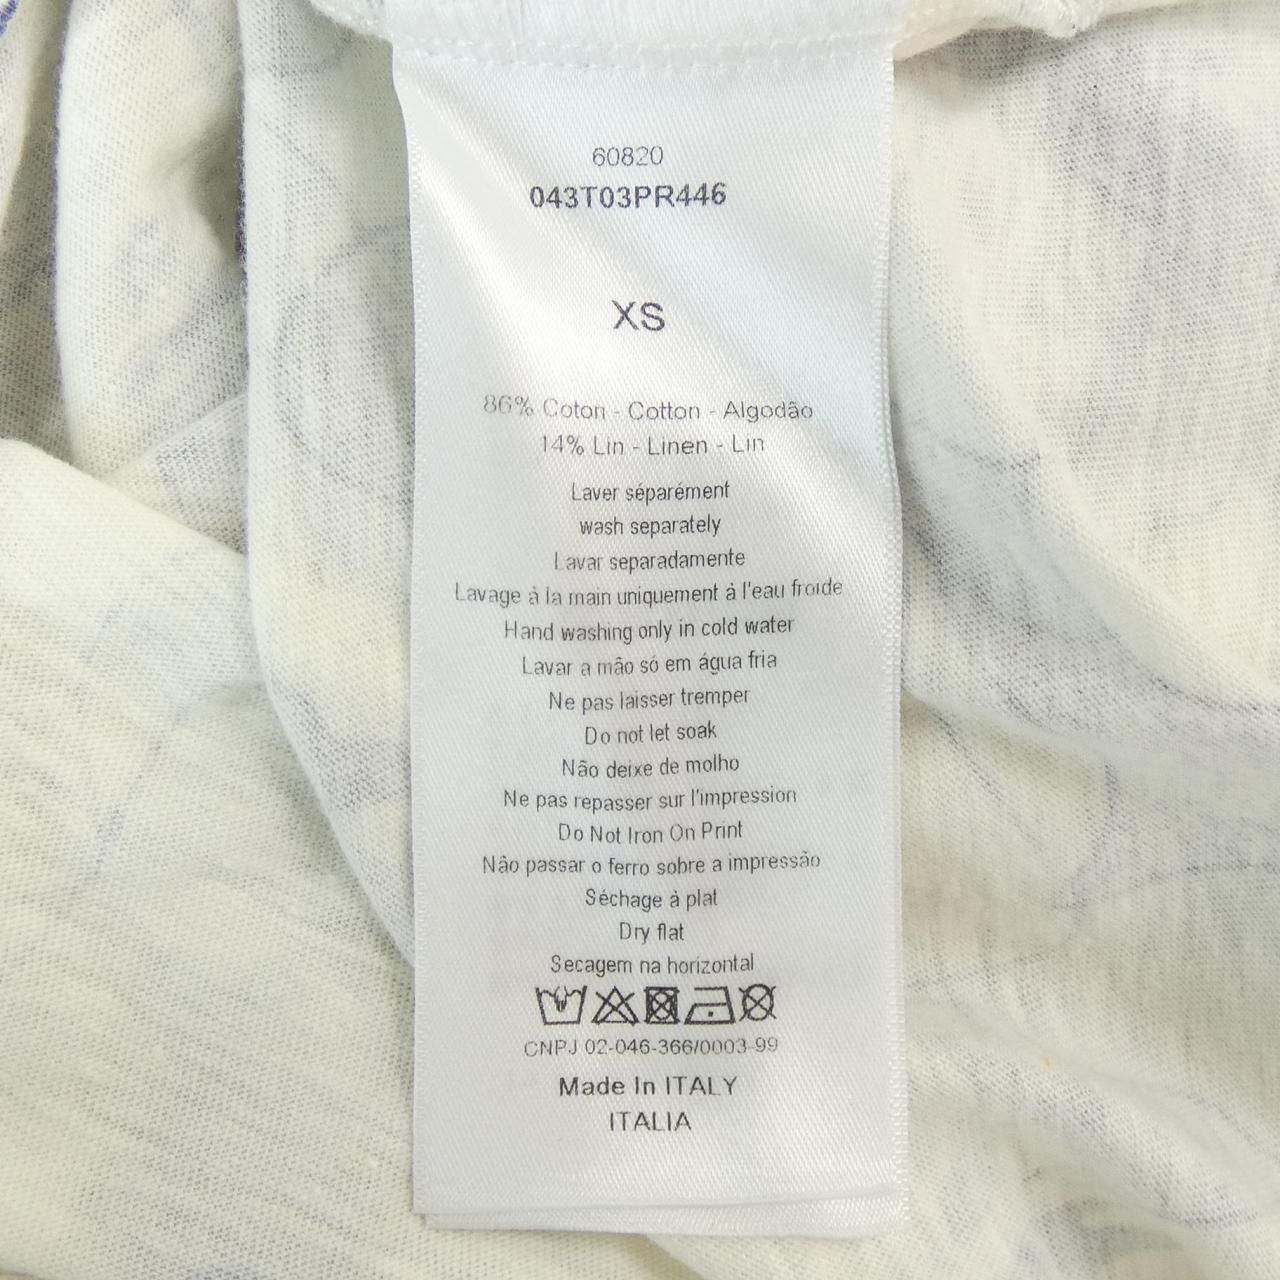 60820
043T03PR446
XS
86% Coton - Cotton - Algodão
14% Lin - Linen - Lin
Laver séparément
wash separately
Lavar separadamente
Lavage à la main uniquement à l'eau froide
Hand washing only in cold water
Lavar a mão só em água fria
Ne pas laisser tremper
Do not let soak
Não deixe de molho
Ne pas repasser sur l'impression
Do Not Iron On Print
Não passar o ferro sobre a impressão
Séchage à plat
Dry flat
Secagem na horizontal
CNPJ 02-046-366/0003-99
Made In ITALY
ITALIA